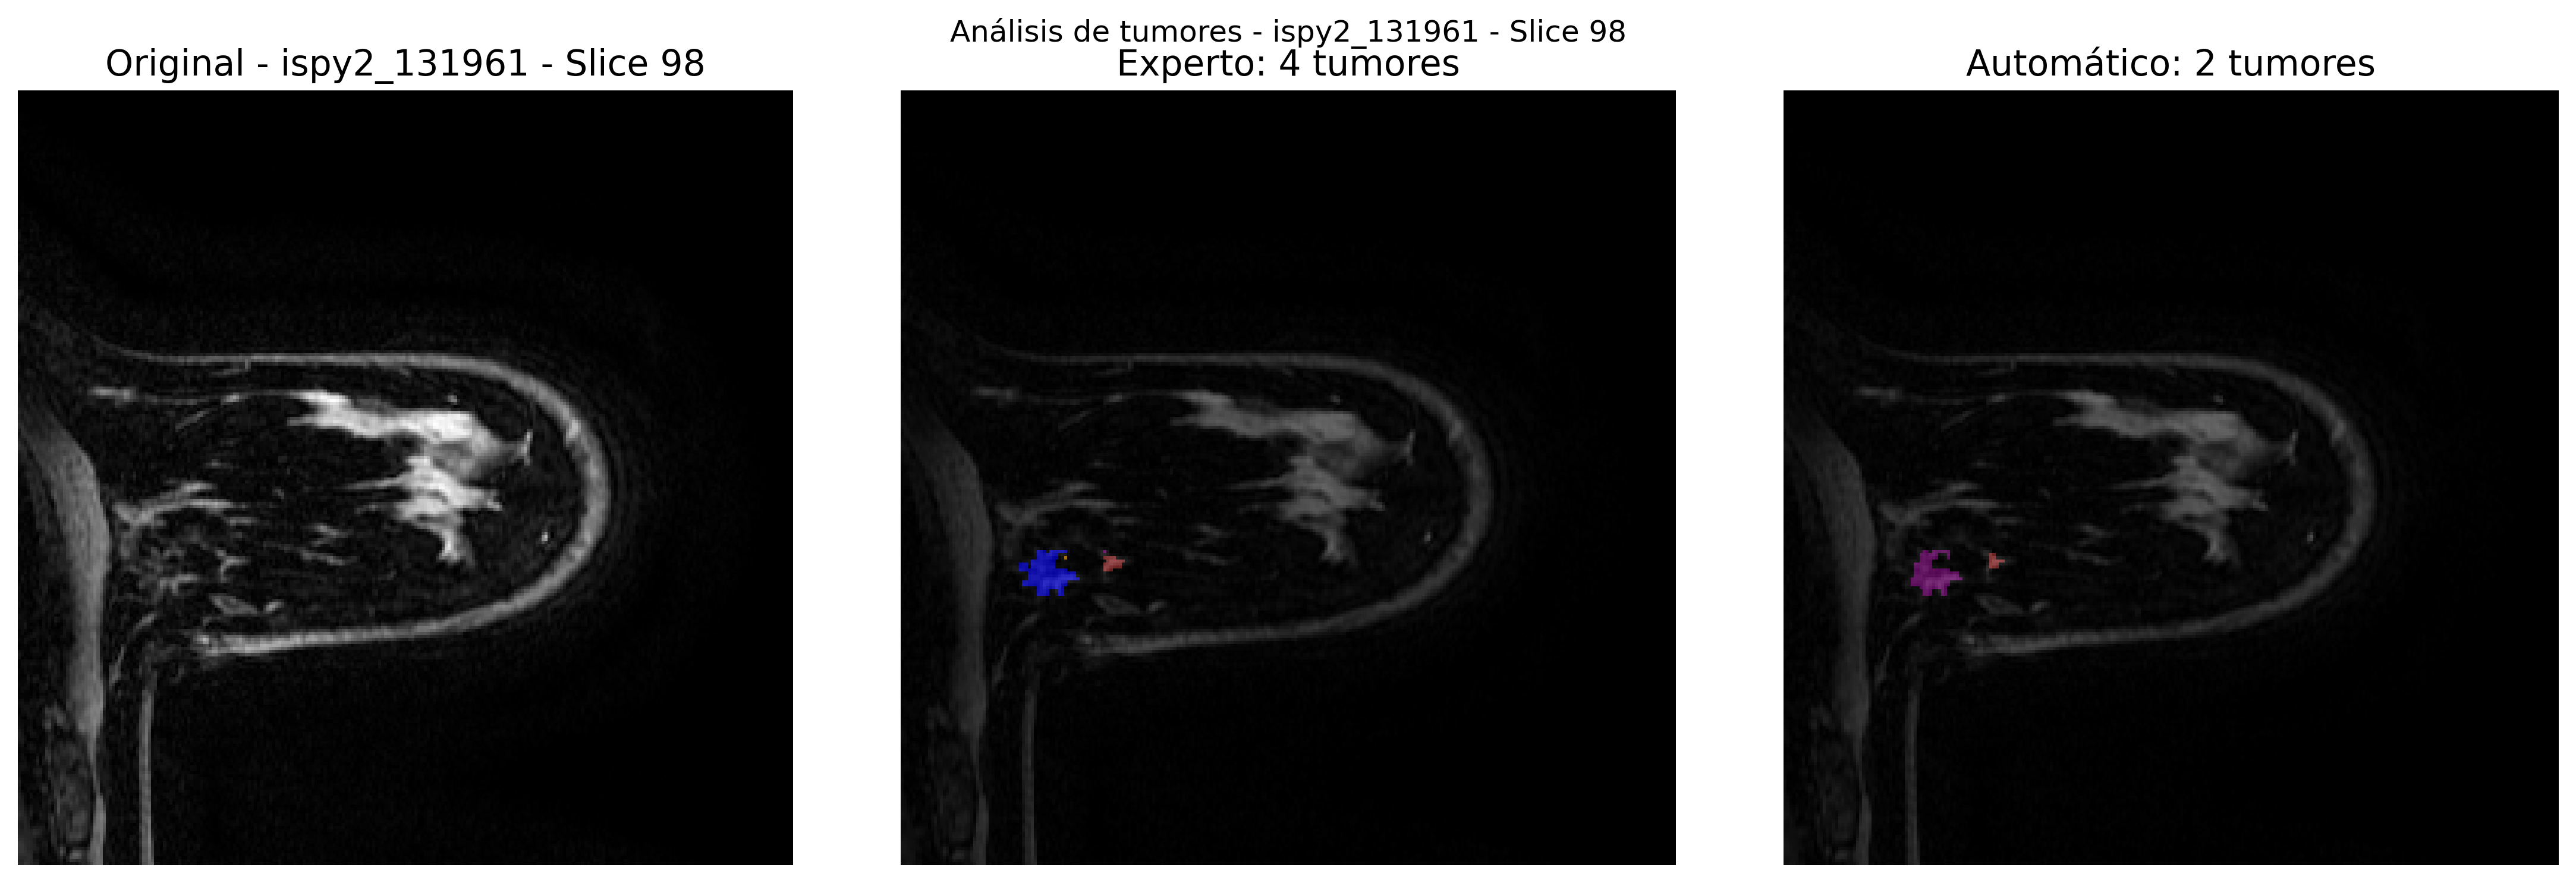 Análisis de tumores - ispy2_131961 - Slice 98
Original - ispy2_131961 - Slice 98
Experto: 4 tumores
Automático: 2 tumores